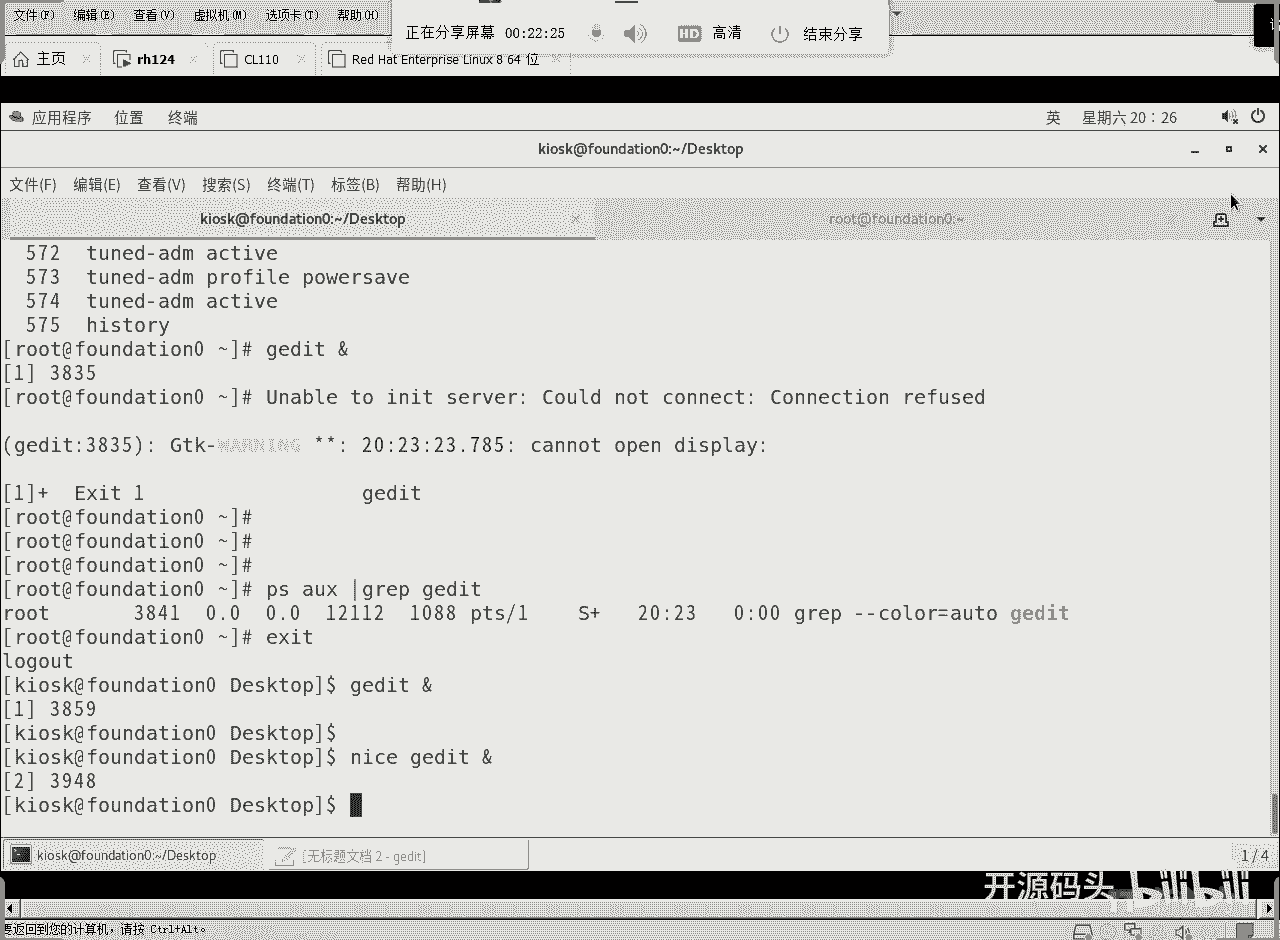 文件(F) 编辑(E) 查看(V) 虚拟机(M) 选项卡(T) 帮助(H)
正在分享屏幕 00:22:25 HD 高清 结束分享
主页 rh124 CL110 Red Hat Enterprise Linux 8 64 位
应用程序 位置 终端 英 星期六 20:26
kiosk@foundation0:~/Desktop
文件(F) 编辑(E) 查看(V) 搜索(S) 终端(T) 标签(B) 帮助(H)
kiosk@foundation0:~/Desktop root@foundation0:~
572 tuned-adm active
573 tuned-adm profile powersave
574 tuned-adm active
575 history
[root@foundation0 ~]# gedit &
[1] 3835
[root@foundation0 ~]# Unable to init server: Could not connect: Connection refused
(gedit:3835): Gtk-WARNING **: 20:23:23.785: cannot open display:
[1]+ Exit 1 gedit
[root@foundation0 ~]#
[root@foundation0 ~]#
[root@foundation0 ~]#
[root@foundation0 ~]# ps aux |grep gedit
root 3841 0.0 0.0 12112 1088 pts/1 S+ 20:23 0:00 grep --color=auto gedit
[root@foundation0 ~]# exit
logout
[kiosk@foundation0 Desktop]$ gedit &
[1] 3859
[kiosk@foundation0 Desktop]$
[kiosk@foundation0 Desktop]$ nice gedit &
[2] 3948
[kiosk@foundation0 Desktop]$
kiosk@foundation0:~/Desktop [无标题文档 2 - gedit] 1 / 4
开源码头 bilibili
要返回到您的计算机，请按 Ctrl+Alt。